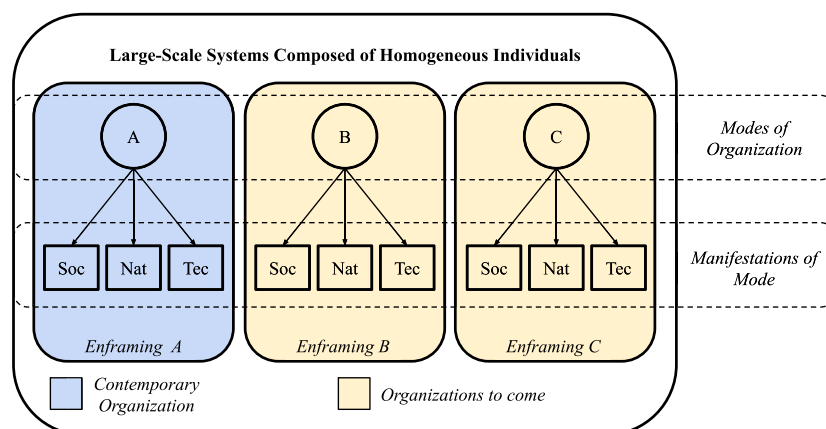 Large-Scale Systems Composed of Homogeneous Individuals
A
B
C
Modes of
Organization
Soc
Nat
Tec
Soc
Nat
Tec
Soc
Nat
Tec
Manifestations of
Mode
Enframing A
Enframing B
Enframing C
Contemporary
Organization
Organizations to come